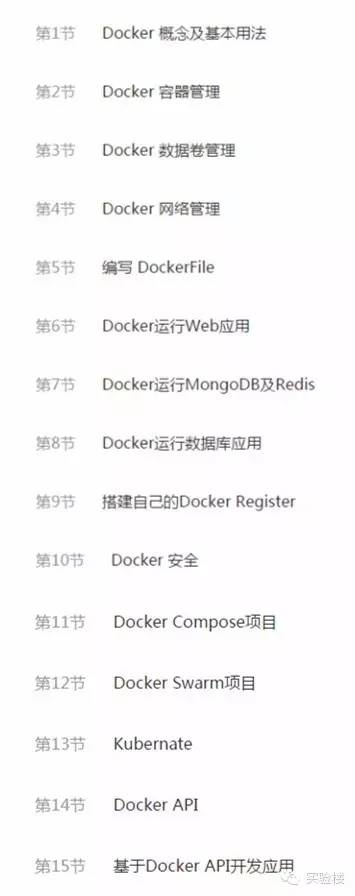 第1节 Docker 概念及基本用法
第2节 Docker 容器管理
第3节 Docker 数据卷管理
第4节 Docker 网络管理
第5节 编写 DockerFile
第6节 Docker运行Web应用
第7节 Docker运行MongoDB及Redis
第8节 Docker运行数据库应用
第9节 搭建自己的Docker Register
第10节 Docker 安全
第11节 Docker Compose项目
第12节 Docker Swarm项目
第13节 Kubernate
第14节 Docker API
第15节 基于Docker API开发应用
实验楼